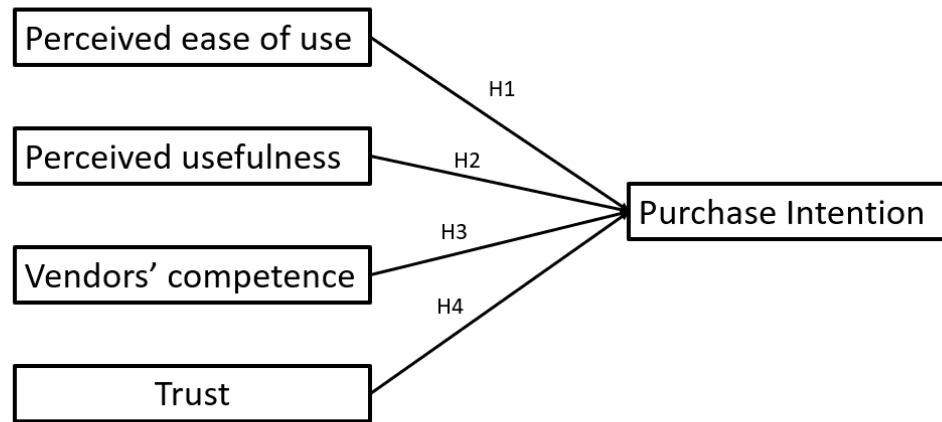 Perceived ease of use
H1
Perceived usefulness
H2
Purchase Intention
H3
Vendors’ competence
H4
Trust